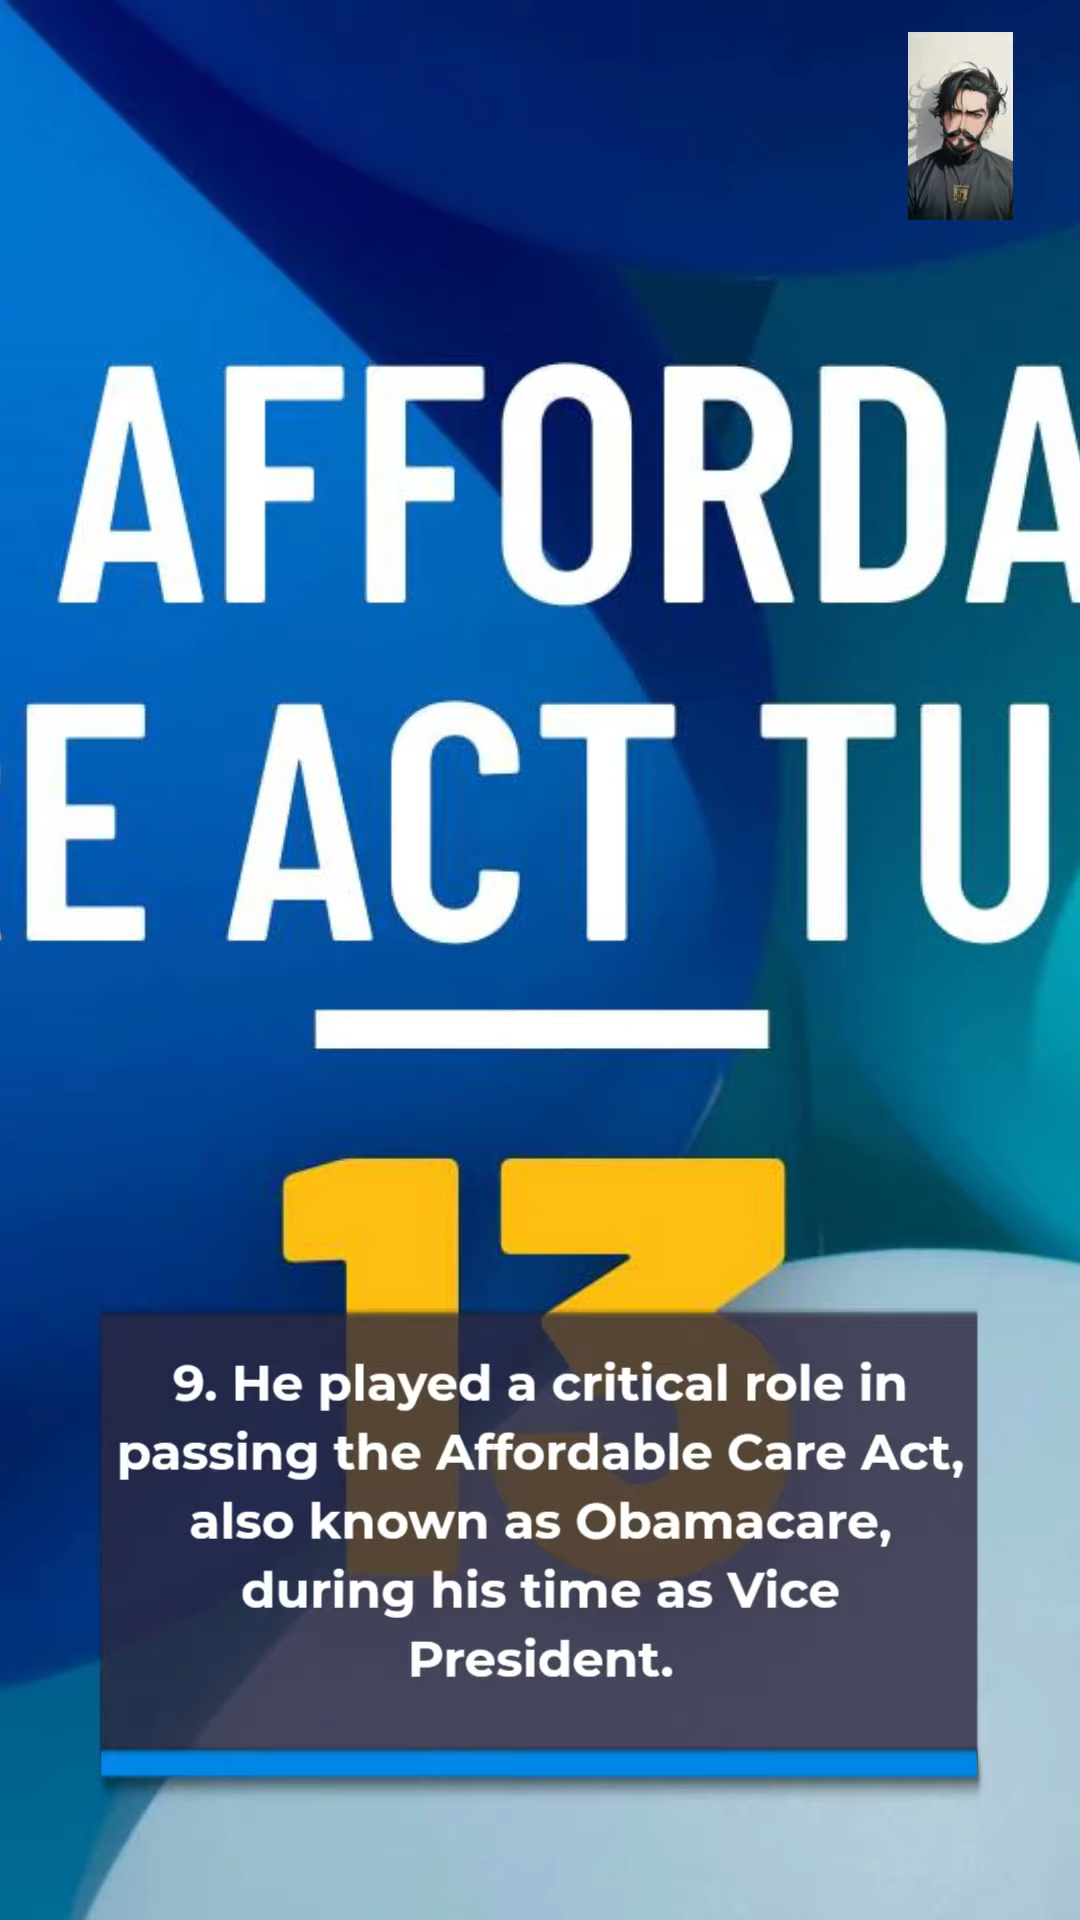 AFFORDA
E ACT TU
13
9. He played a critical role in
passing the Affordable Care Act,
also known as Obamacare,
during his time as Vice
President.